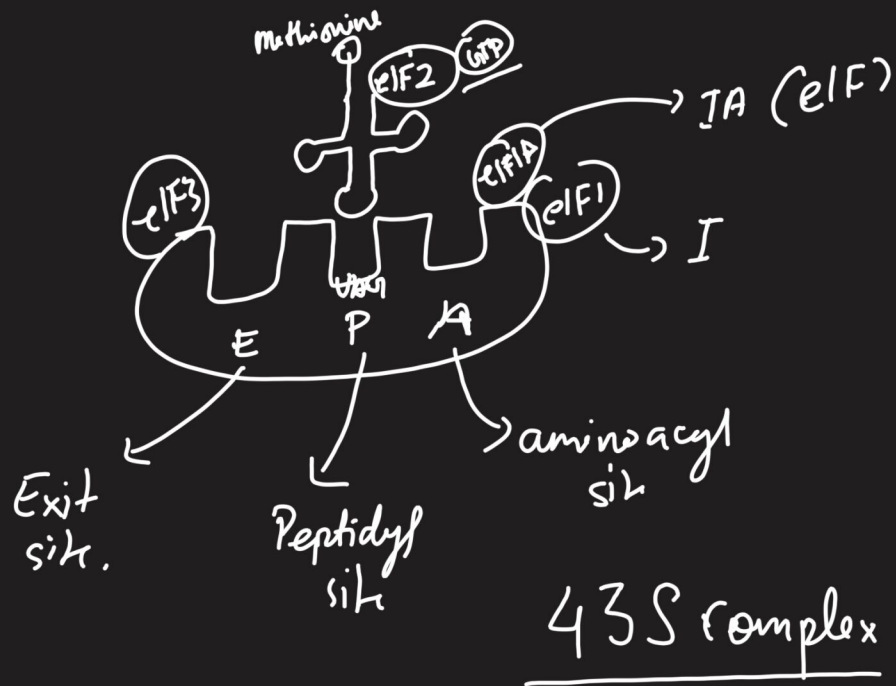 Methionine
eIF2
GTP
IA (eIF)
eIF3
eIF1A
eIF1
I
E
P
A
Exit
site.
Peptidyl
site
aminoacyl
site
43S complex